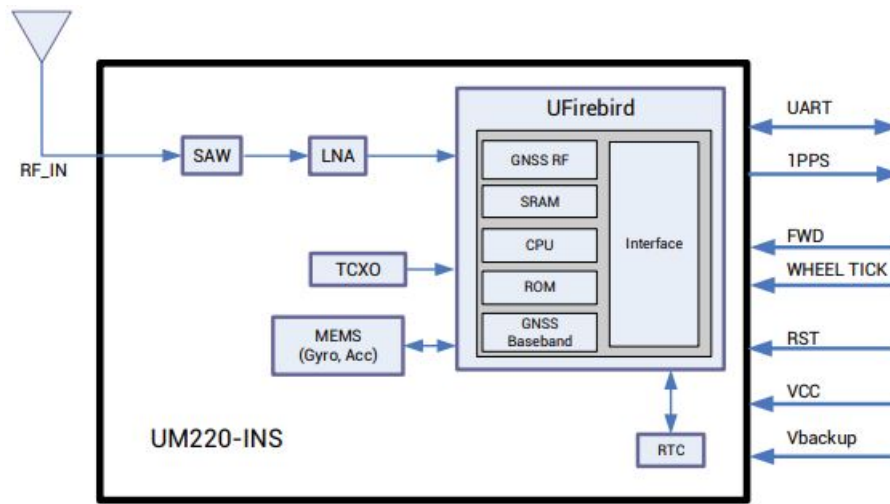 RF_IN
SAW
LNA
TCXO
MEMS
(Gyro, Acc)
UM220-INS
UFirebird
GNSS RF
SRAM
CPU
ROM
GNSS
Baseband
Interface
RTC
UART
1PPS
FWD
WHEEL TICK
RST
VCC
Vbackup